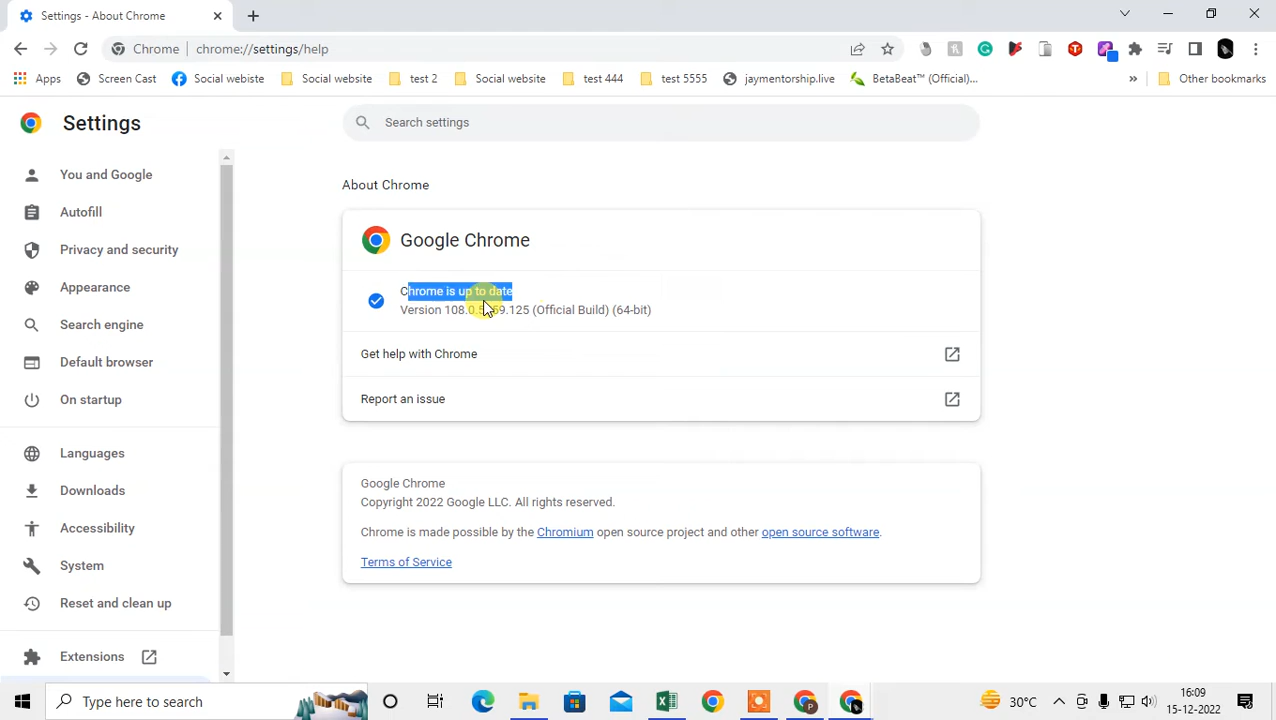 Settings - About Chrome
Chrome
chrome://settings/help
Apps
Screen Cast
Social webiste
Social website
test 2
Social website
test 444
test 5555
jaymentorship.live
BetaBeat™ (Official)...
»
Other bookmarks
Settings
Search settings
You and Google
Autofill
Privacy and security
Appearance
Search engine
Default browser
On startup
Languages
Downloads
Accessibility
System
Reset and clean up
Extensions
About Chrome
Google Chrome
Chrome is up to date
Version (Official Build) (64-bit)
Get help with Chrome
Report an issue
Google Chrome
Copyright 2022 Google LLC. All rights reserved.
Chrome is made possible by the Chromium open source project and other open source software.
Terms of Service
Type here to search
30°C
16:09
15-12-2022